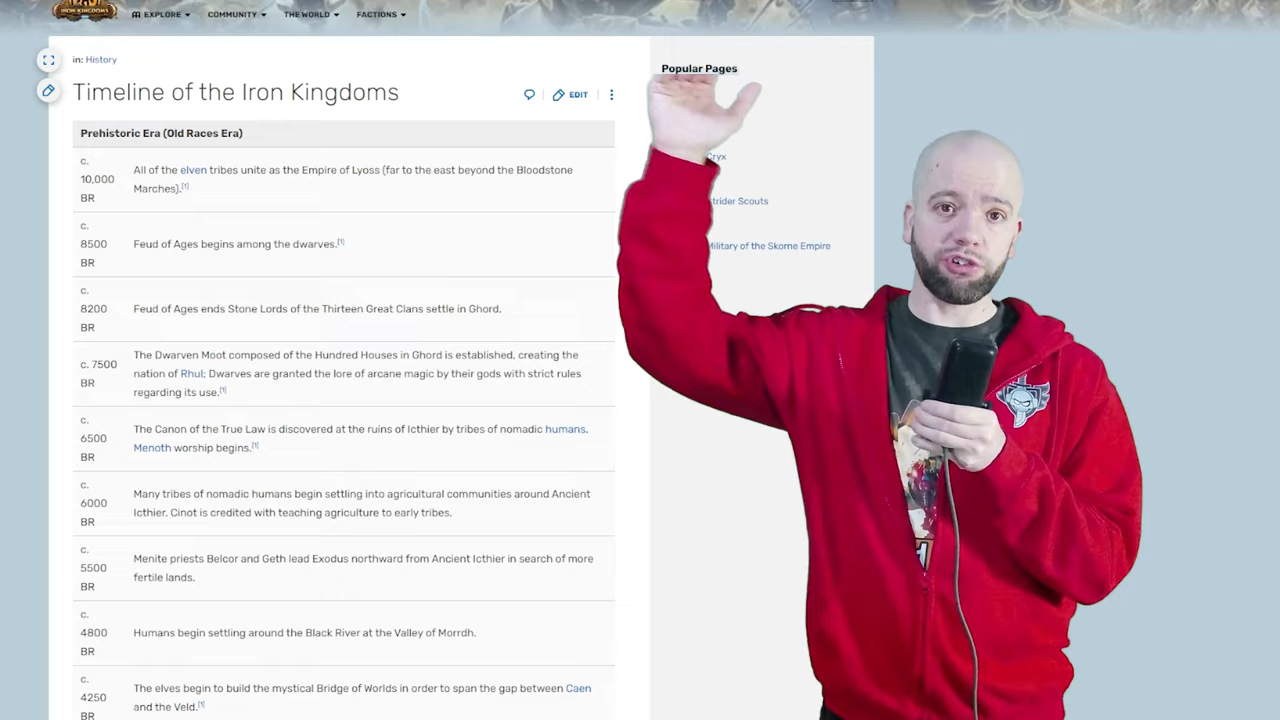 IRON KINGDOMS
EXPLORE
COMMUNITY
THE WORLD
FACTIONS
in: History
Timeline of the Iron Kingdoms
EDIT
Popular Pages
Cryx
trider Scouts
Military of the Skorne Empire
Prehistoric Era (Old Races Era)
c.
10,000
BR
All of the elven tribes unite as the Empire of Lyoss (far to the east beyond the Bloodstone
Marches).[1]
c.
8500
BR
Feud of Ages begins among the dwarves.[1]
c.
8200
BR
Feud of Ages ends Stone Lords of the Thirteen Great Clans settle in Ghord.
c. 7500
BR
The Dwarven Moot composed of the Hundred Houses in Ghord is established, creating the
nation of Rhul; Dwarves are granted the lore of arcane magic by their gods with strict rules
regarding its use.[1]
c.
6500
BR
The Canon of the True Law is discovered at the ruins of Icthier by tribes of nomadic humans.
Menoth worship begins.[1]
c.
6000
BR
Many tribes of nomadic humans begin settling into agricultural communities around Ancient
Icthier. Cinot is credited with teaching agriculture to early tribes.
c.
5500
BR
Menite priests Belcor and Geth lead Exodus northward from Ancient Icthier in search of more
fertile lands.
c.
4800
BR
Humans begin settling around the Black River at the Valley of Morrdh.
c.
4250
BR
The elves begin to build the mystical Bridge of Worlds in order to span the gap between Caen
and the Veld.[1]